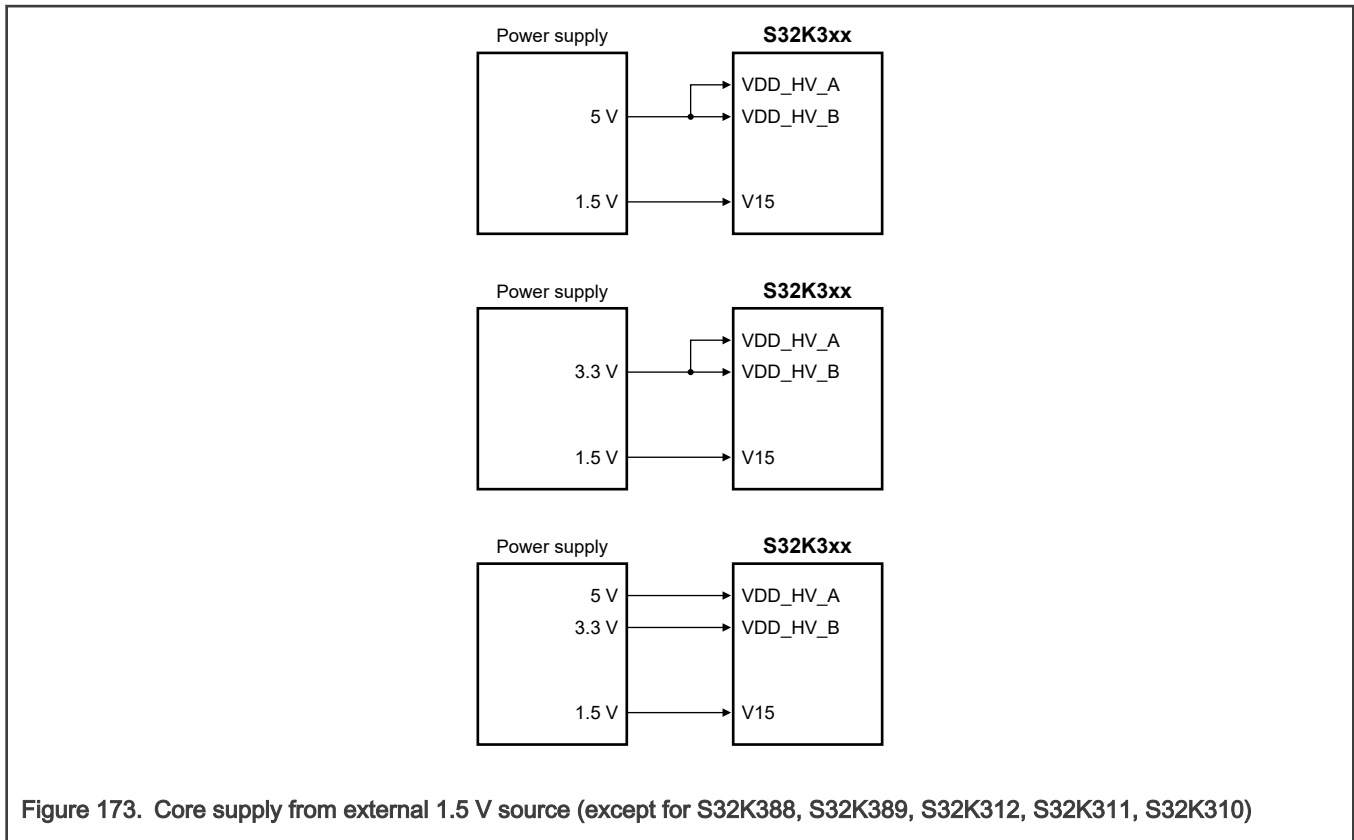 Power supply
S32K3xx
VDD_HV_A
5 V
VDD_HV_B
1.5 V
V15
Power supply
S32K3xx
VDD_HV_A
3.3 V
VDD_HV_B
1.5 V
V15
Power supply
S32K3xx
5 V
VDD_HV_A
3.3 V
VDD_HV_B
1.5 V
V15
Figure 173. Core supply from external 1.5 V source (except for S32K388, S32K389, S32K312, S32K311, S32K310)